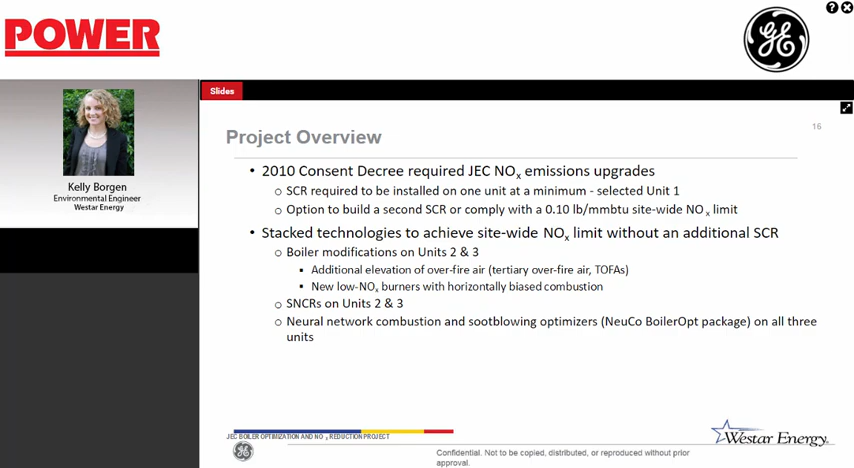 POWER
GE
? X
Slides
Kelly Borgen
Environmental Engineer
Westar Energy
16
Project Overview
• 2010 Consent Decree required JEC NOx emissions upgrades
o SCR required to be installed on one unit at a minimum - selected Unit 1
o Option to build a second SCR or comply with a 0.10 lb/mmbtu site-wide NOx limit
• Stacked technologies to achieve site-wide NOx limit without an additional SCR
o Boiler modifications on Units 2 & 3
▪ Additional elevation of over-fire air (tertiary over-fire air, TOFAs)
▪ New low-NOx burners with horizontally biased combustion
o SNCRs on Units 2 & 3
o Neural network combustion and sootblowing optimizers (NeuCo BoilerOpt package) on all three
units
JEC BOILER OPTIMIZATION AND NOx REDUCTION PROJECT
GE
Confidential. Not to be copied, distributed, or reproduced without prior
approval.
Westar Energy.